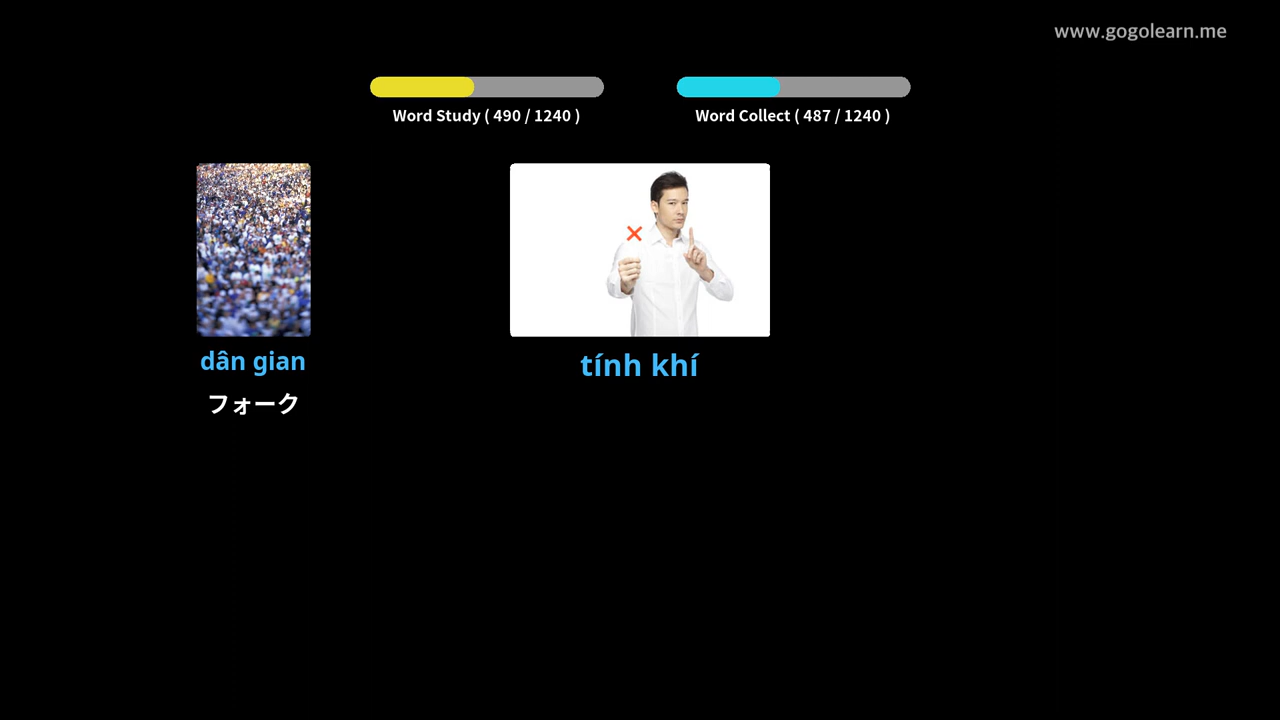 www.gogolearn.me
Word Study ( 490 / 1240 )
Word Collect ( 487 / 1240 )
dân gian
フォーク
tính khí